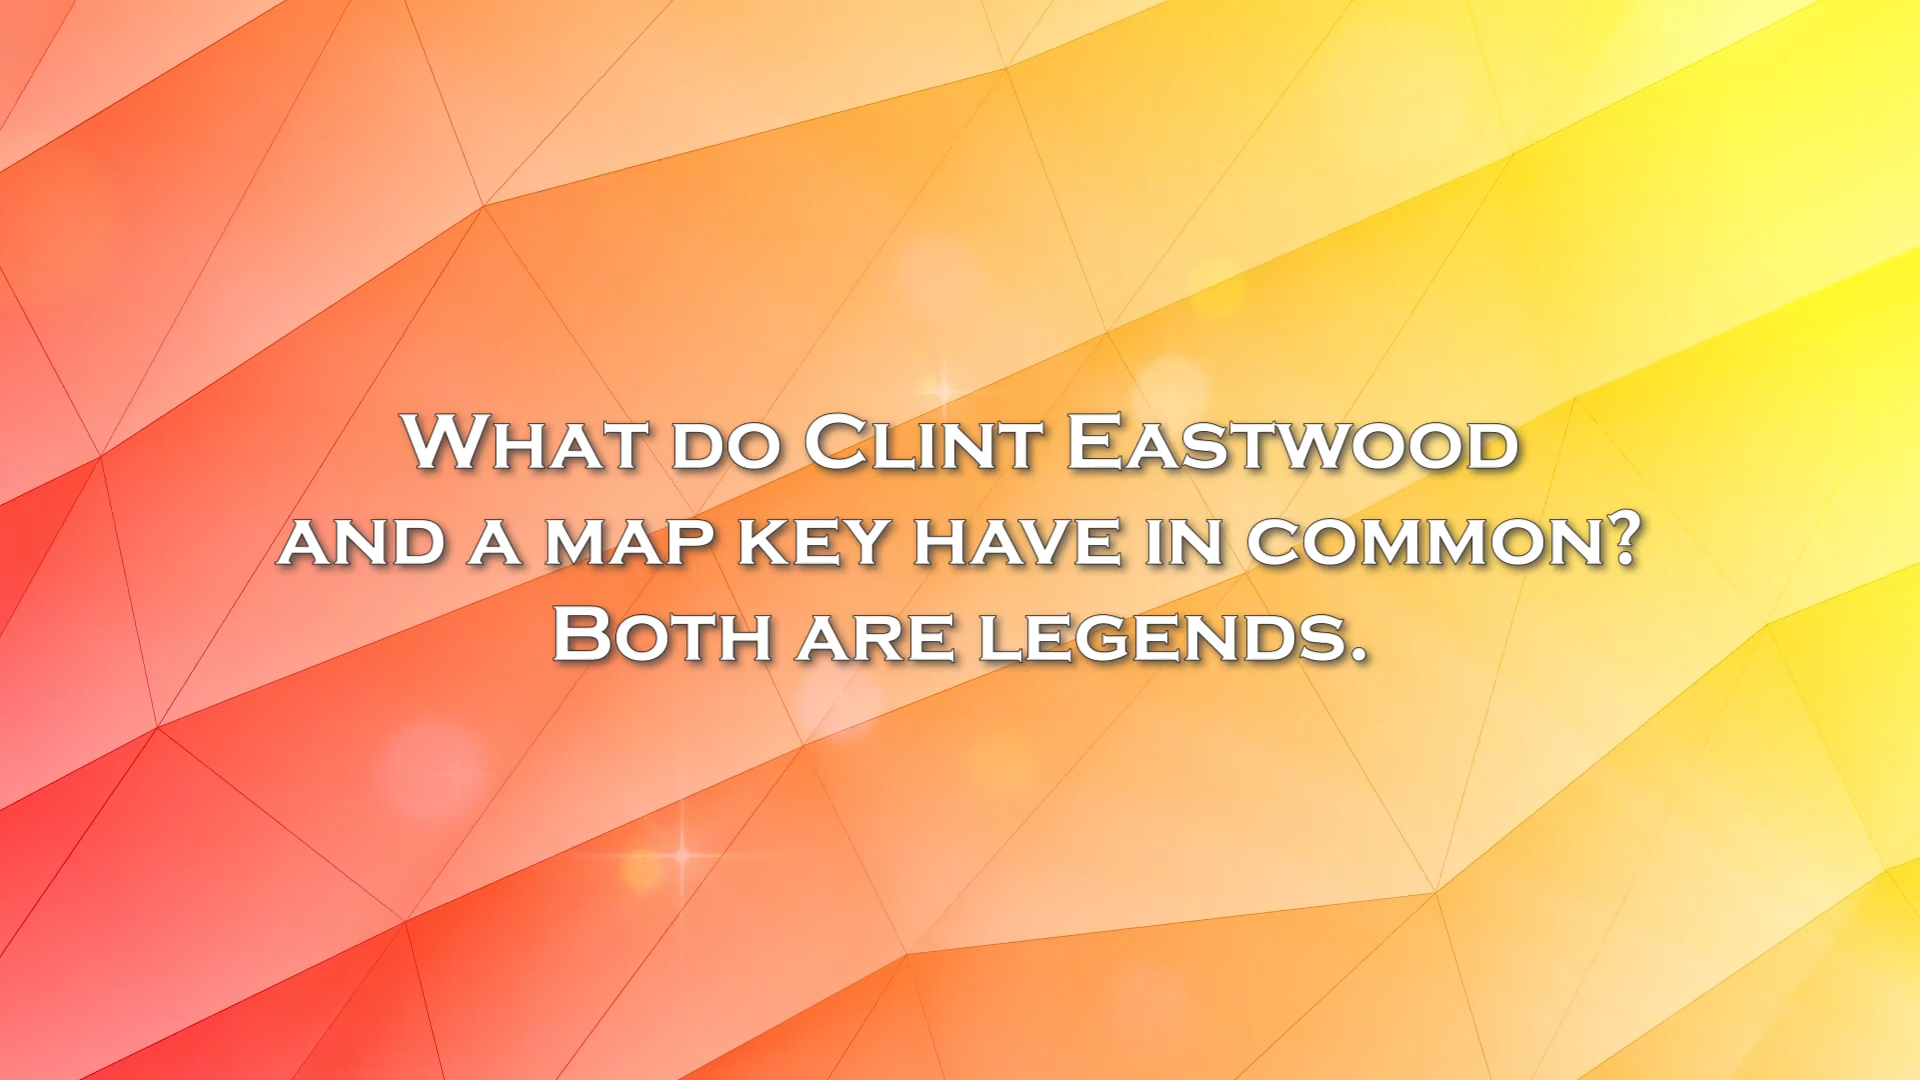 What do Clint Eastwood
and a map key have in common?
Both are legends.